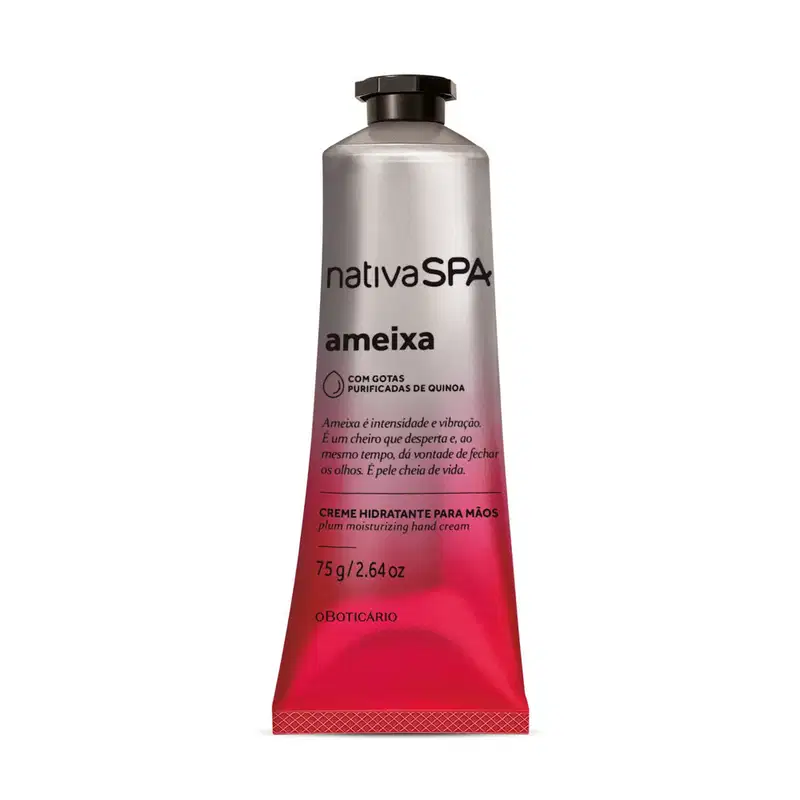 nativaSPA
ameixa
COM GOTAS
PURIFICADAS DE QUINOA
Ameixa é intensidade e vibração.
É um cheiro que desperta e, ao
mesmo tempo, dá vontade de fechar
os olhos. É pele cheia de vida.
CREME HIDRATANTE PARA MÃOS
plum moisturizing hand cream
75 g/2.64 oz
oBOTICÁRIO